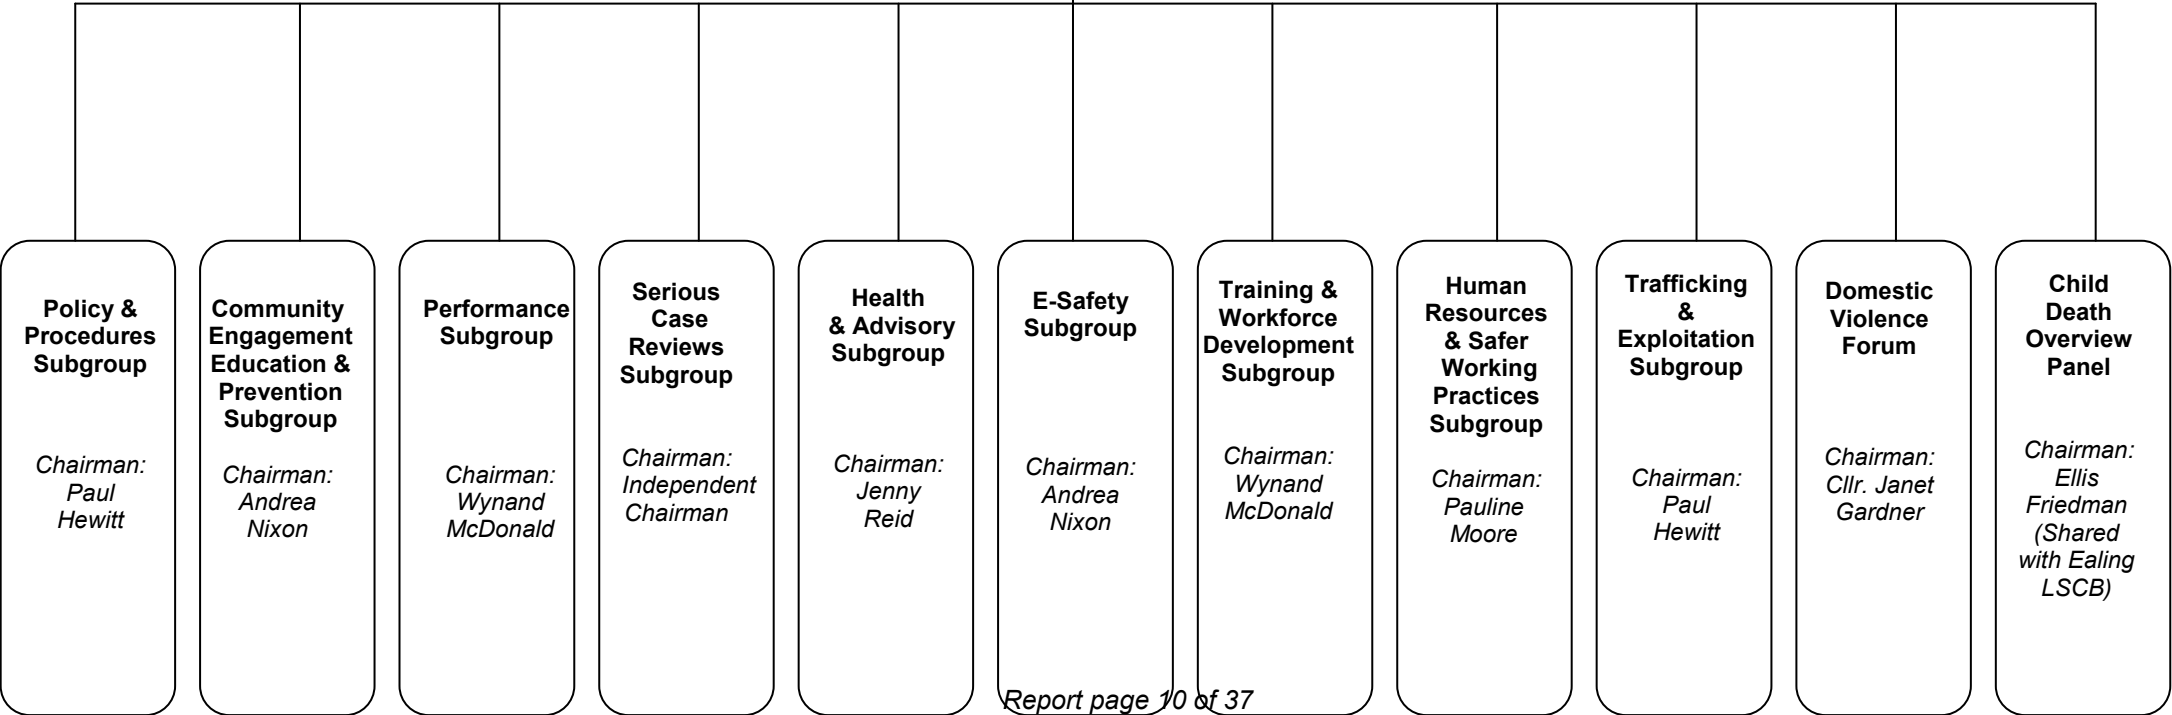 Policy &
Procedures
Subgroup
Chairman:
Paul
Hewitt
Community
Engagement
Education &
Prevention
Subgroup
Chairman:
Andrea
Nixon
Performance
Subgroup
Chairman:
Wynand
McDonald
Serious
Case
Reviews
Subgroup
Chairman:
Independent
Chairman
Health
& Advisory
Subgroup
Chairman:
Jenny
Reid
E-Safety
Subgroup
Chairman:
Andrea
Nixon
Training &
Workforce
Development
Subgroup
Chairman:
Wynand
McDonald
Human
Resources
& Safer
Working
Practices
Subgroup
Chairman:
Pauline
Moore
Trafficking
&
Exploitation
Subgroup
Chairman:
Paul
Hewitt
Domestic
Violence
Forum
Chairman:
Cllr. Janet
Gardner
Child
Death
Overview
Panel
Chairman:
Ellis
Friedman
(Shared
with Ealing
LSCB)
Report page 10 of 37